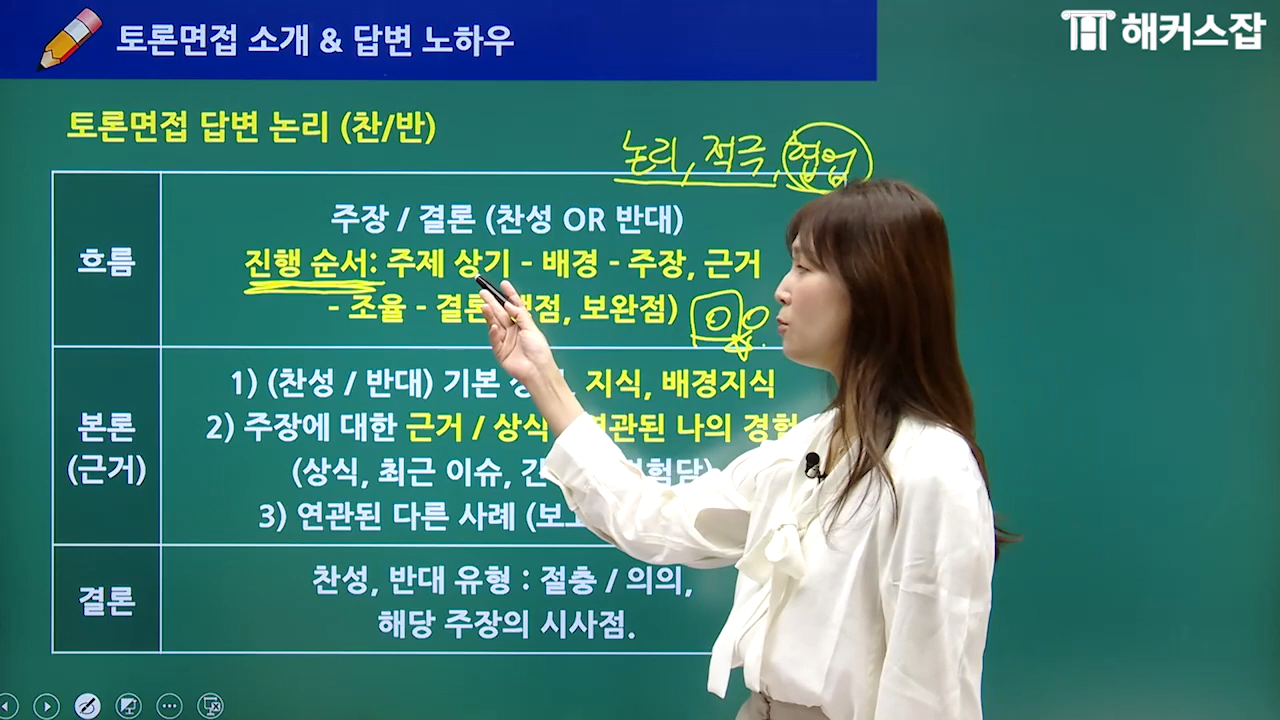 토론면접 소개 & 답변 노하우
해커스잡
토론면접 답변 논리 (찬/반)
논리, 적극, 협업
흐름
주장 / 결론 (찬성 OR 반대)
진행 순서: 주제 상기 - 배경 - 주장, 근거
- 조율 - 결론 보완점)
본론
(근거)
1) (찬성 / 반대) 기본 지식, 배경지식
2) 주장에 대한 근거 / 상식 나의 경험
(상식, 최근 이슈,
3) 연관된 다른 사례
결론
찬성, 반대 유형 : 절충 / 의의,
해당 주장의 시사점.